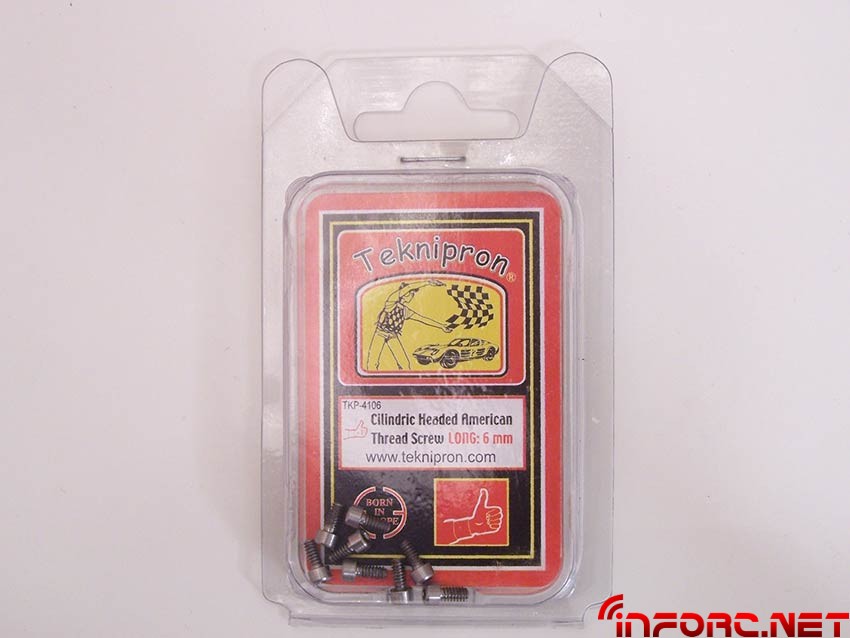 Teknipron®
TKP-4106
Cilindric Headed American
Thread Screw LONG: 6 mm
www.teknipron.com
BORN
IN
inforc.net